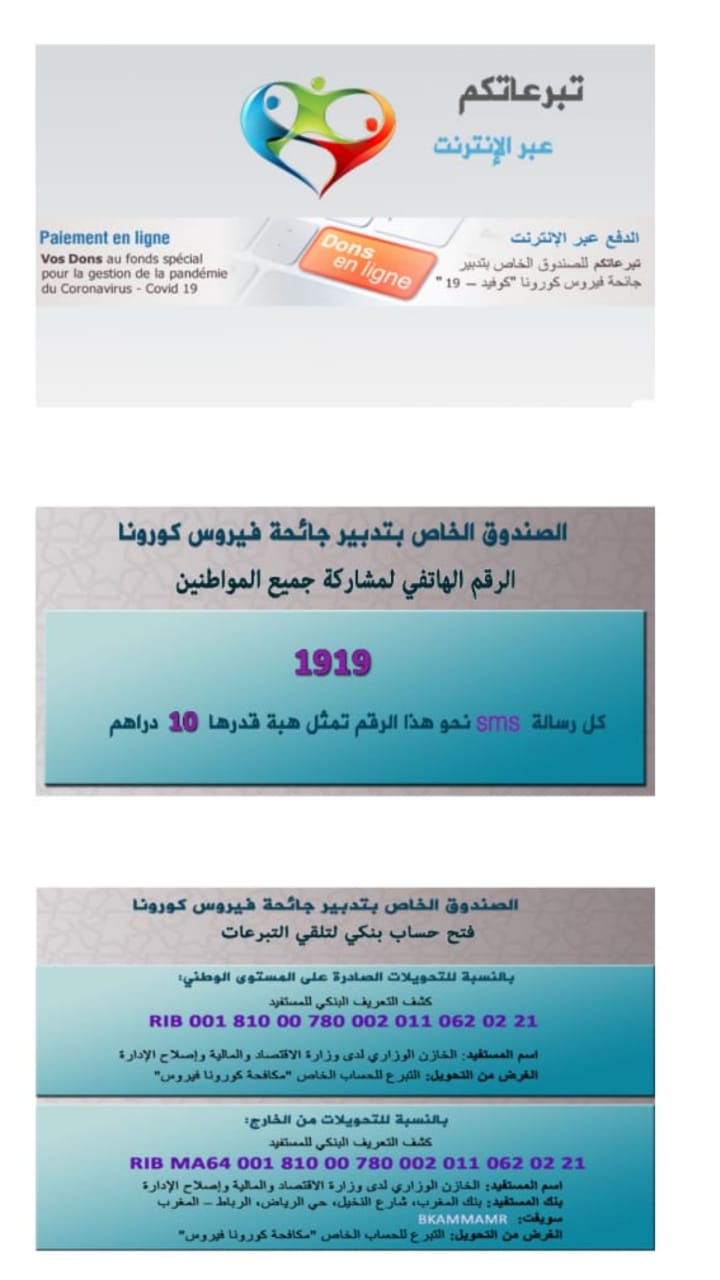 تبرعاتكم
عبر الإنترنت
Paiement en ligne
Vos Dons au fonds spécial
pour la gestion de la pandémie
du Coronavirus - Covid 19
Dons
en ligne
الدفع عبر الإنترنت
تبرعاتكم للصندوق الخاص بتدبير
جائحة فيروس كورونا "كوفيد – 19"
الصندوق الخاص بتدبير جائحة فيروس كورونا
الرقم الهاتفي لمشاركة جميع المواطنين
1919
كل رسالة sms نحو هذا الرقم تمثل هبة قدرها 10 دراهم
الصندوق الخاص بتدبير جائحة فيروس كورونا
فتح حساب بنكي لتلقي التبرعات
بالنسبة للتحويلات الصادرة على المستوى الوطني:
كشف التعريف البنكي للمستفيد
RIB 001 810 00 780 002 011 062 02 21
اسم المستفيد: الخازن الوزاري لدى وزارة الاقتصاد والمالية وإصلاح الإدارة
الغرض من التحويل: التبرع للحساب الخاص "مكافحة كورونا فيروس"
بالنسبة للتحويلات من الخارج:
كشف التعريف البنكي للمستفيد
RIB MA64 001 810 00 780 002 011 062 02 21
اسم المستفيد: الخازن الوزاري لدى وزارة الاقتصاد والمالية وإصلاح الإدارة
بنك المستفيد: بنك المغرب، شارع النخيل، حي الرياض، الرباط – المغرب
سويفت: BKAMMAMR
الغرض من التحويل: التبرع للحساب الخاص "مكافحة كورونا فيروس"